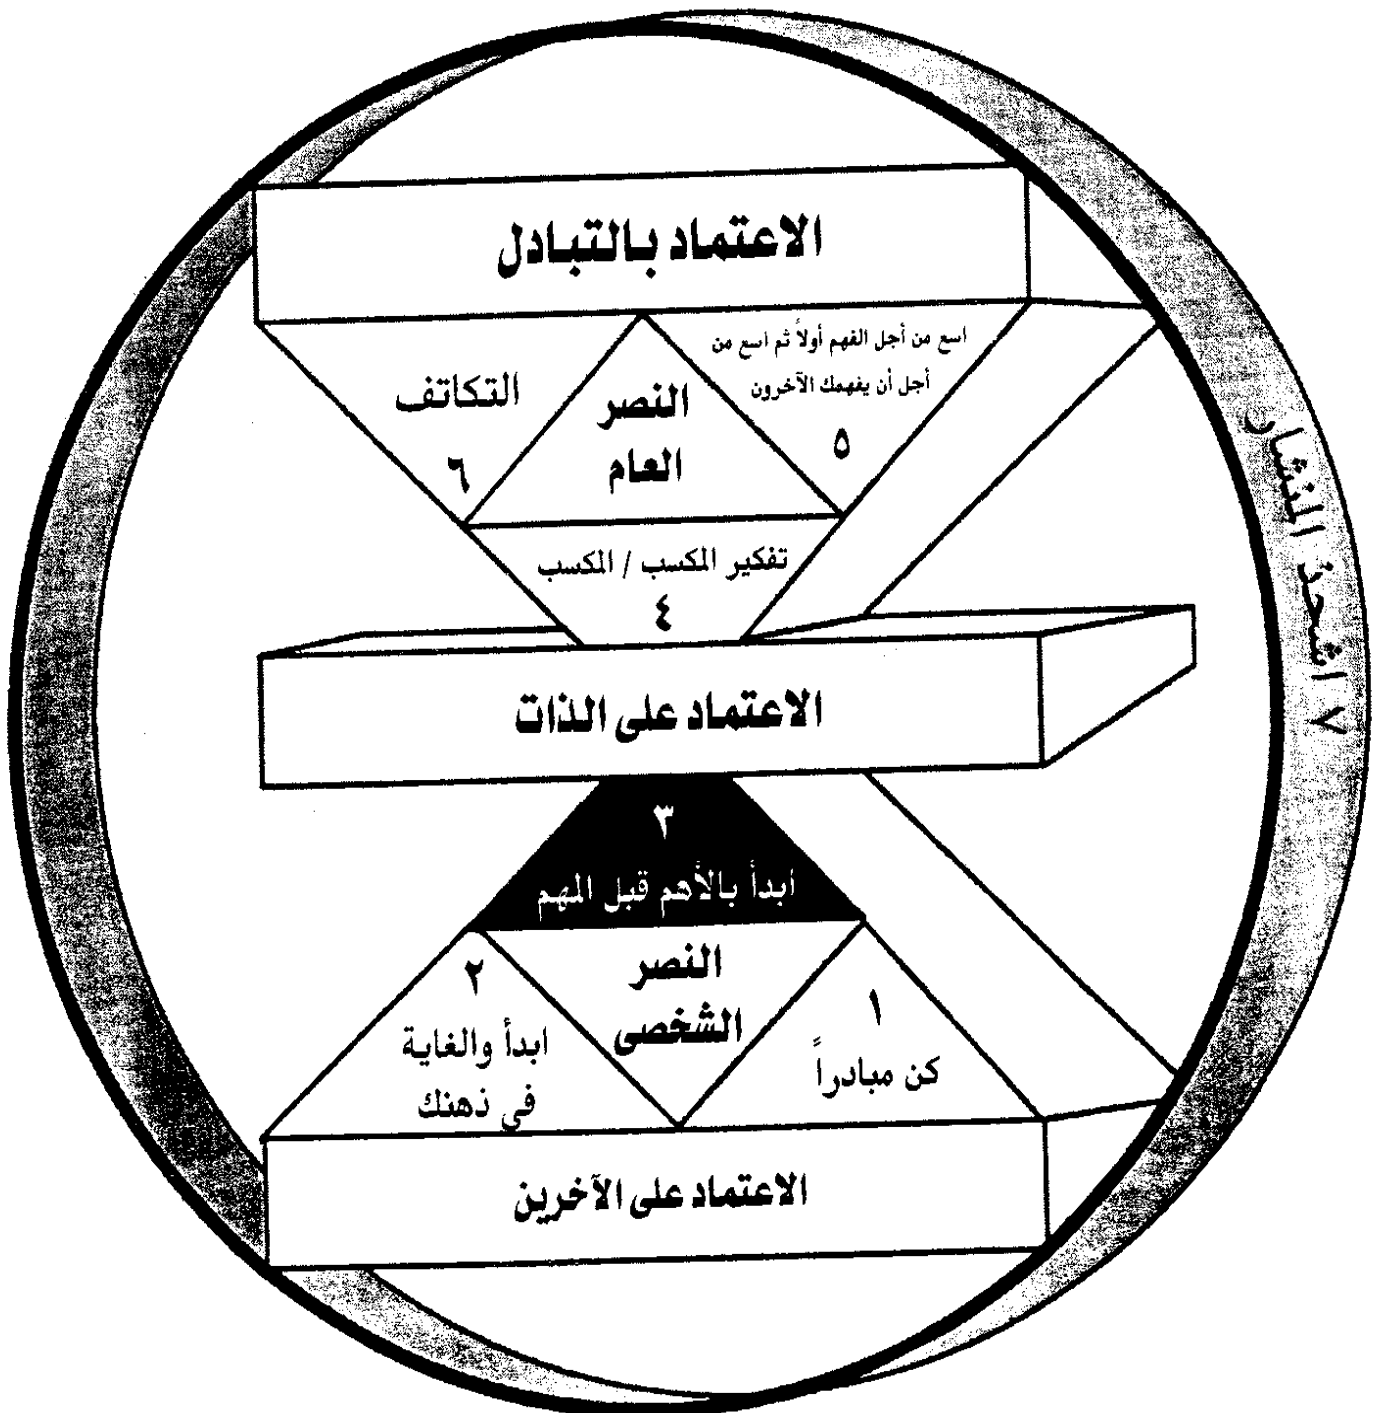 الاعتماد بالتبادل
اسع من أجل الفهم أولاً ثم اسع من
أجل أن يفهمك الآخرون
٥
النصر
العام
التكاتف
٦
تفكير المكسب / المكسب
٤
الاعتماد على الذات
٣
ابدأ بالأهم قبل المهم
النصر
الشخصى
١
كن مبادراً
٢
ابدأ والغاية
فى ذهنك
الاعتماد على الآخرين
٧ اشحذ المنشار